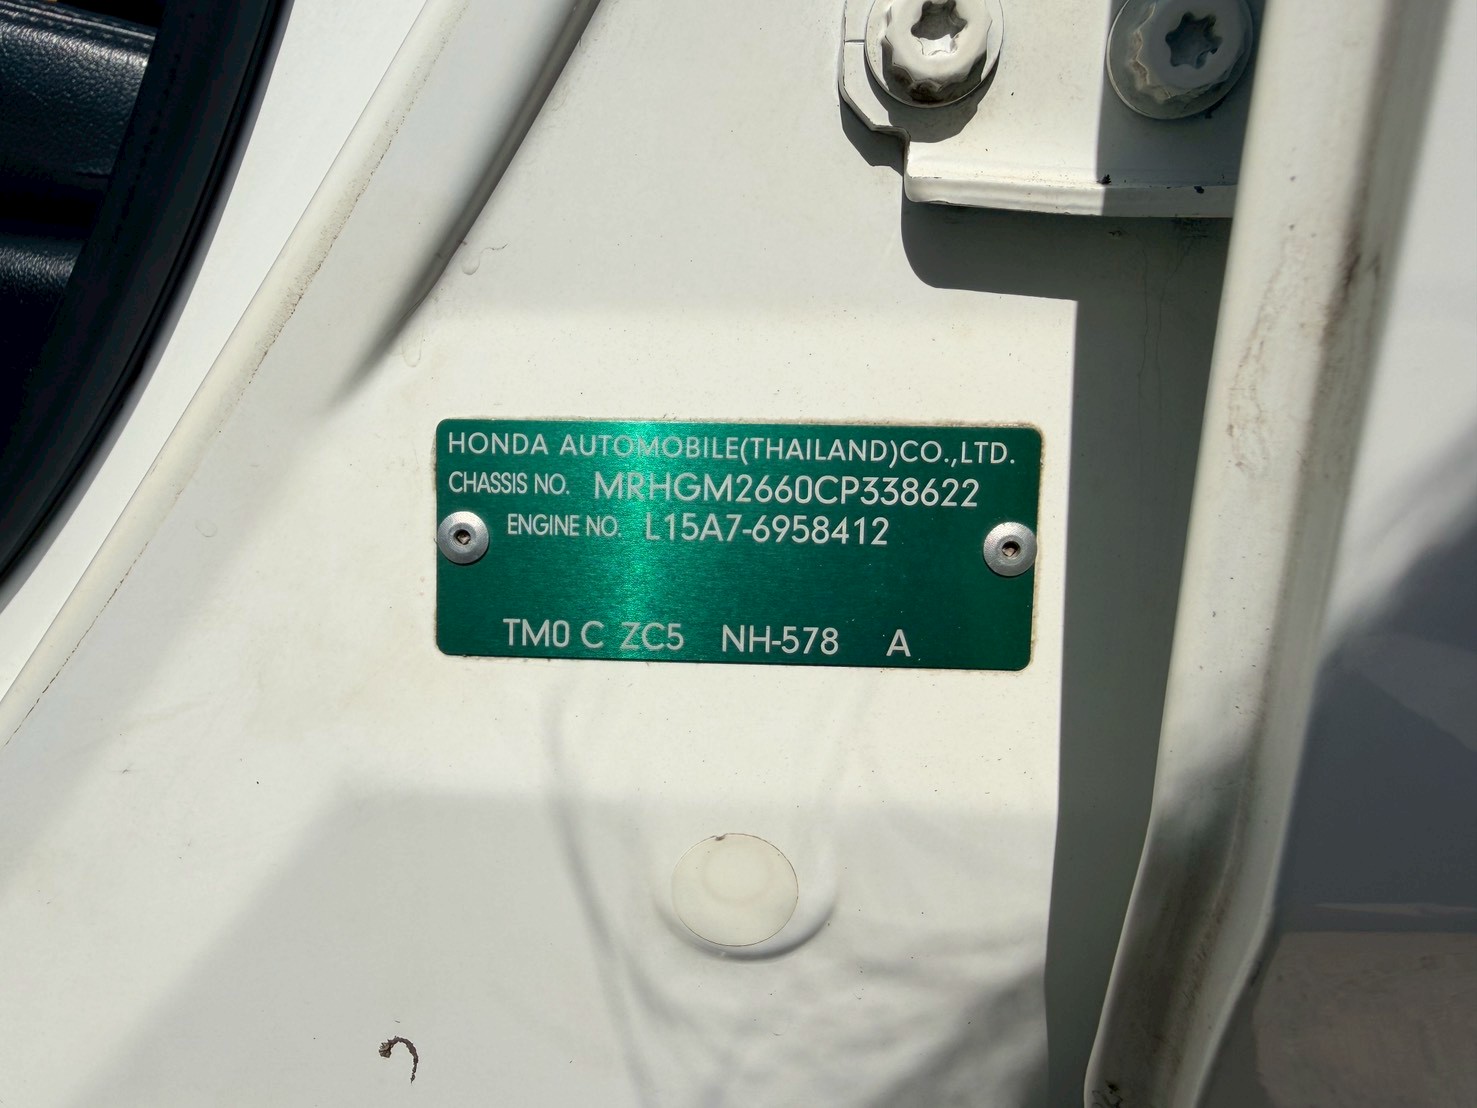 HONDA AUTOMOBILE(THAILAND)CO.,LTD.
CHASSIS NO. MRHGM2660CP338622
ENGINE NO. L15A7-6958412
TM0 C ZC5 NH-578 A